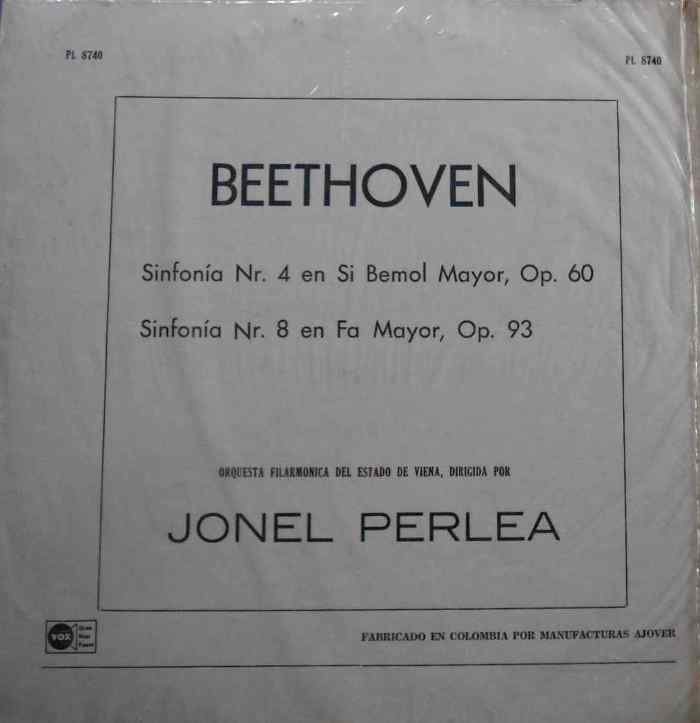 PL 8740 PL 8740
BEETHOVEN
Sinfonía Nr. 4 en Si Bemol Mayor, Op. 60
Sinfonía Nr. 8 en Fa Mayor, Op. 93
ORQUESTA FILARMONICA DEL ESTADO DE VIENA, DIRIGIDA POR
JONEL PERLEA
VOX
FABRICADO EN COLOMBIA POR MANUFACTURAS AJOVER